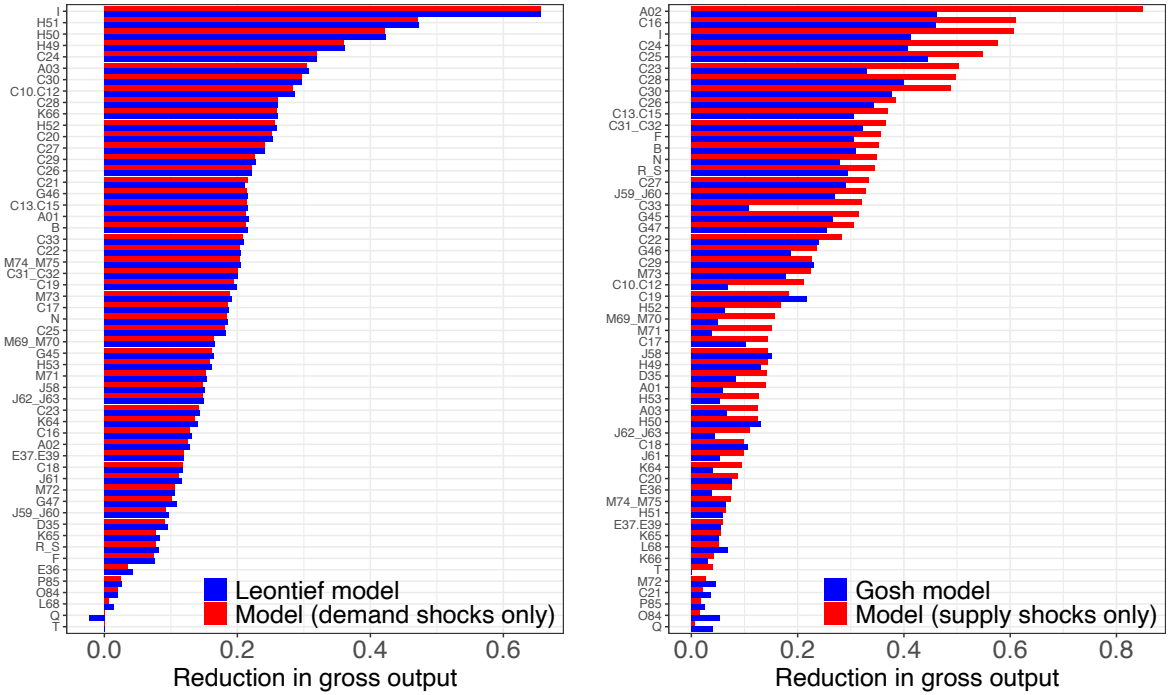 I
H51
H50
H49
C24
A03
C30
C10.C12
C28
K66
H52
C20
C27
C29
C26
C21
G46
C13.C15
A01
B
C33
C22
M74_M75
C31_C32
C19
M73
C17
N
C25
M69_M70
G45
H53
M71
J58
J62_J63
C23
K64
C16
A02
E37.E39
C18
J61
M72
G47
J59_J60
D35
K65
R_S
F
E36
P85
O84
L68
Q
T
Leontief model
Model (demand shocks only)
0.0 0.2 0.4 0.6
Reduction in gross output
A02
C16
I
C24
C25
C23
C28
C30
C26
C13.C15
C31_C32
F
B
N
R_S
C27
J59_J60
C33
G45
G47
C22
G46
C29
M73
C10.C12
C19
H52
M69_M70
M71
C17
J58
H49
D35
A01
H53
A03
H50
J62_J63
C18
J61
K64
C20
E36
M74_M75
H51
E37.E39
K65
L68
K66
T
M72
C21
P85
O84
Q
Gosh model
Model (supply shocks only)
0.0 0.2 0.4 0.6 0.8
Reduction in gross output